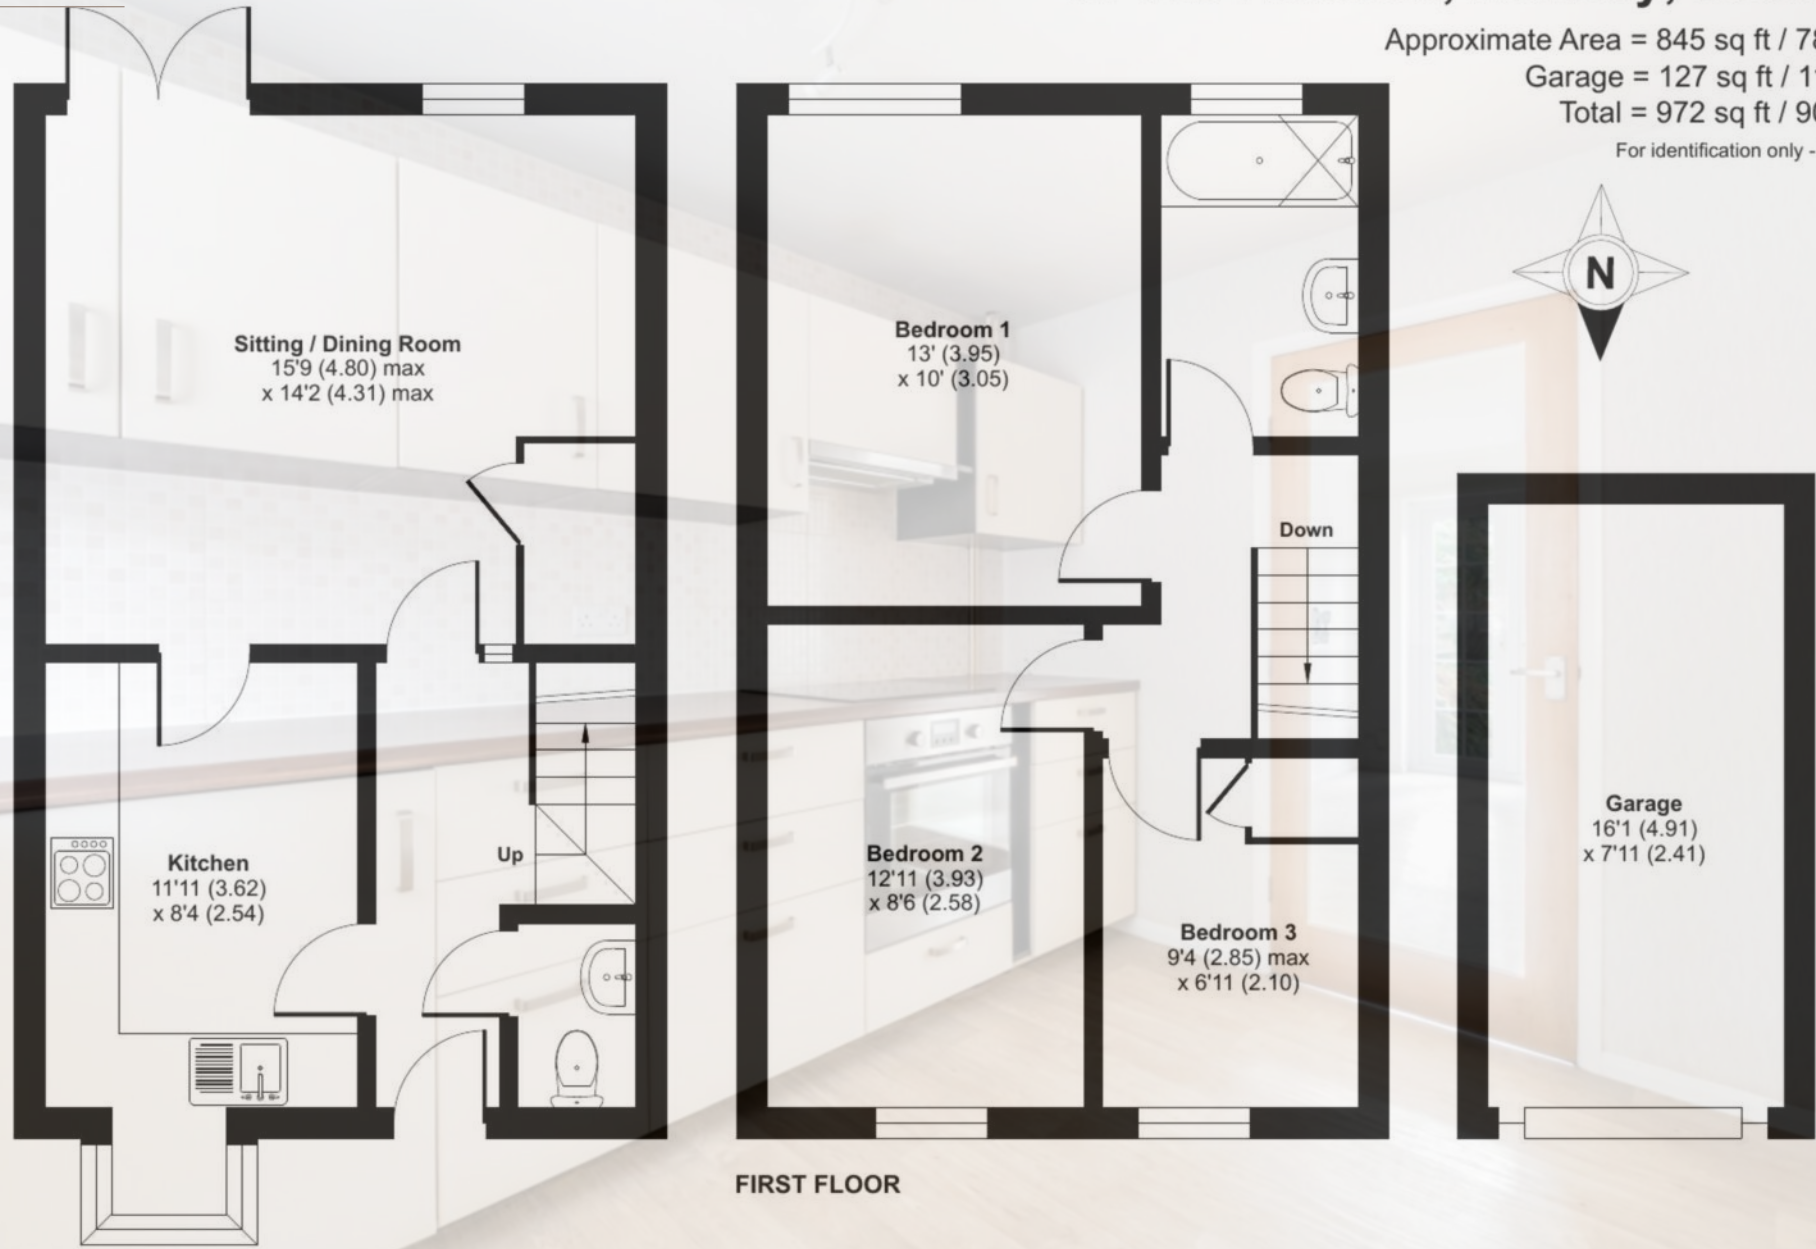 Approximate Area = 845 sq ft / 78
Garage = 127 sq ft / 1
Total = 972 sq ft / 90
For identification only -
N
Sitting / Dining Room
15'9 (4.80) max
x 14'2 (4.31) max
Bedroom 1
13' (3.95)
x 10' (3.05)
Down
Kitchen
11'11 (3.62)
x 8'4 (2.54)
Up
Bedroom 2
12'11 (3.93)
x 8'6 (2.58)
Bedroom 3
9'4 (2.85) max
x 6'11 (2.10)
Garage
16'1 (4.91)
x 7'11 (2.41)
FIRST FLOOR